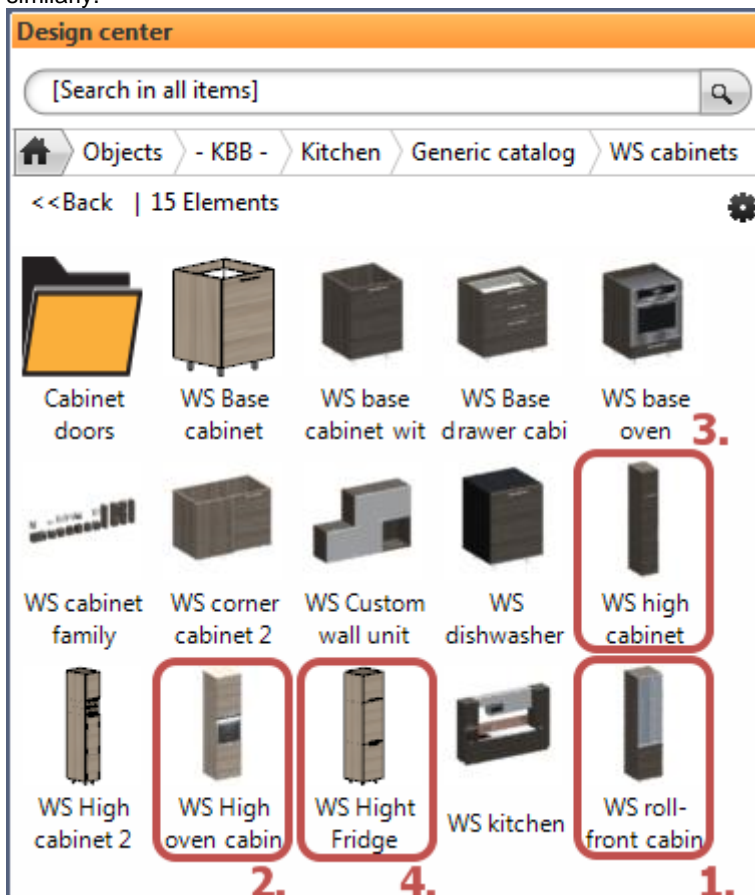 similarly:
Design center
[Search in all items]
Objects - KBB - Kitchen Generic catalog WS cabinets
<<Back | 15 Elements
Cabinet doors
WS Base cabinet
WS base cabinet wit
WS Base drawer cabi
WS base oven
3.
WS cabinet family
WS corner cabinet 2
WS Custom wall unit
WS dishwasher
WS high cabinet
WS High cabinet 2
WS High oven cabin
WS Hight Fridge
WS kitchen
WS roll-front cabin
2.
4.
1.